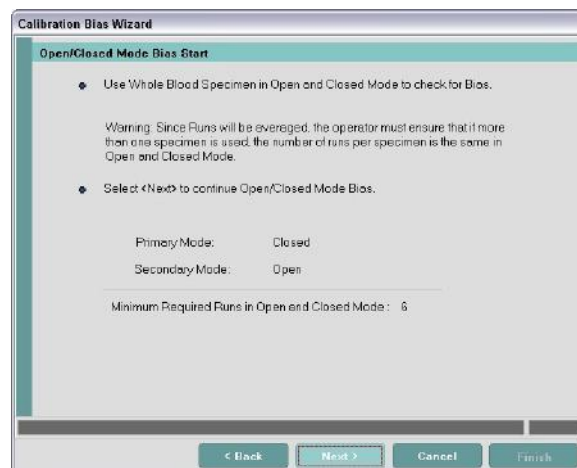 Calibration Bias Wizard
Open/Closed Mode Bias Start
Use Whole Blood Specimen in Open and Closed Mode to check for Bias.
Warning: Since Runs will be averaged, the operator must ensure that if more
than one specimen is used, the number of runs per specimen is the same in
Open and Closed Mode.
Select <Next> to continue Open/Closed Mode Bias.
Primary Mode: Closed
Secondary Mode: Open
Minimum Required Runs in Open and Closed Mode : 6
< Back Next > Cancel Finish